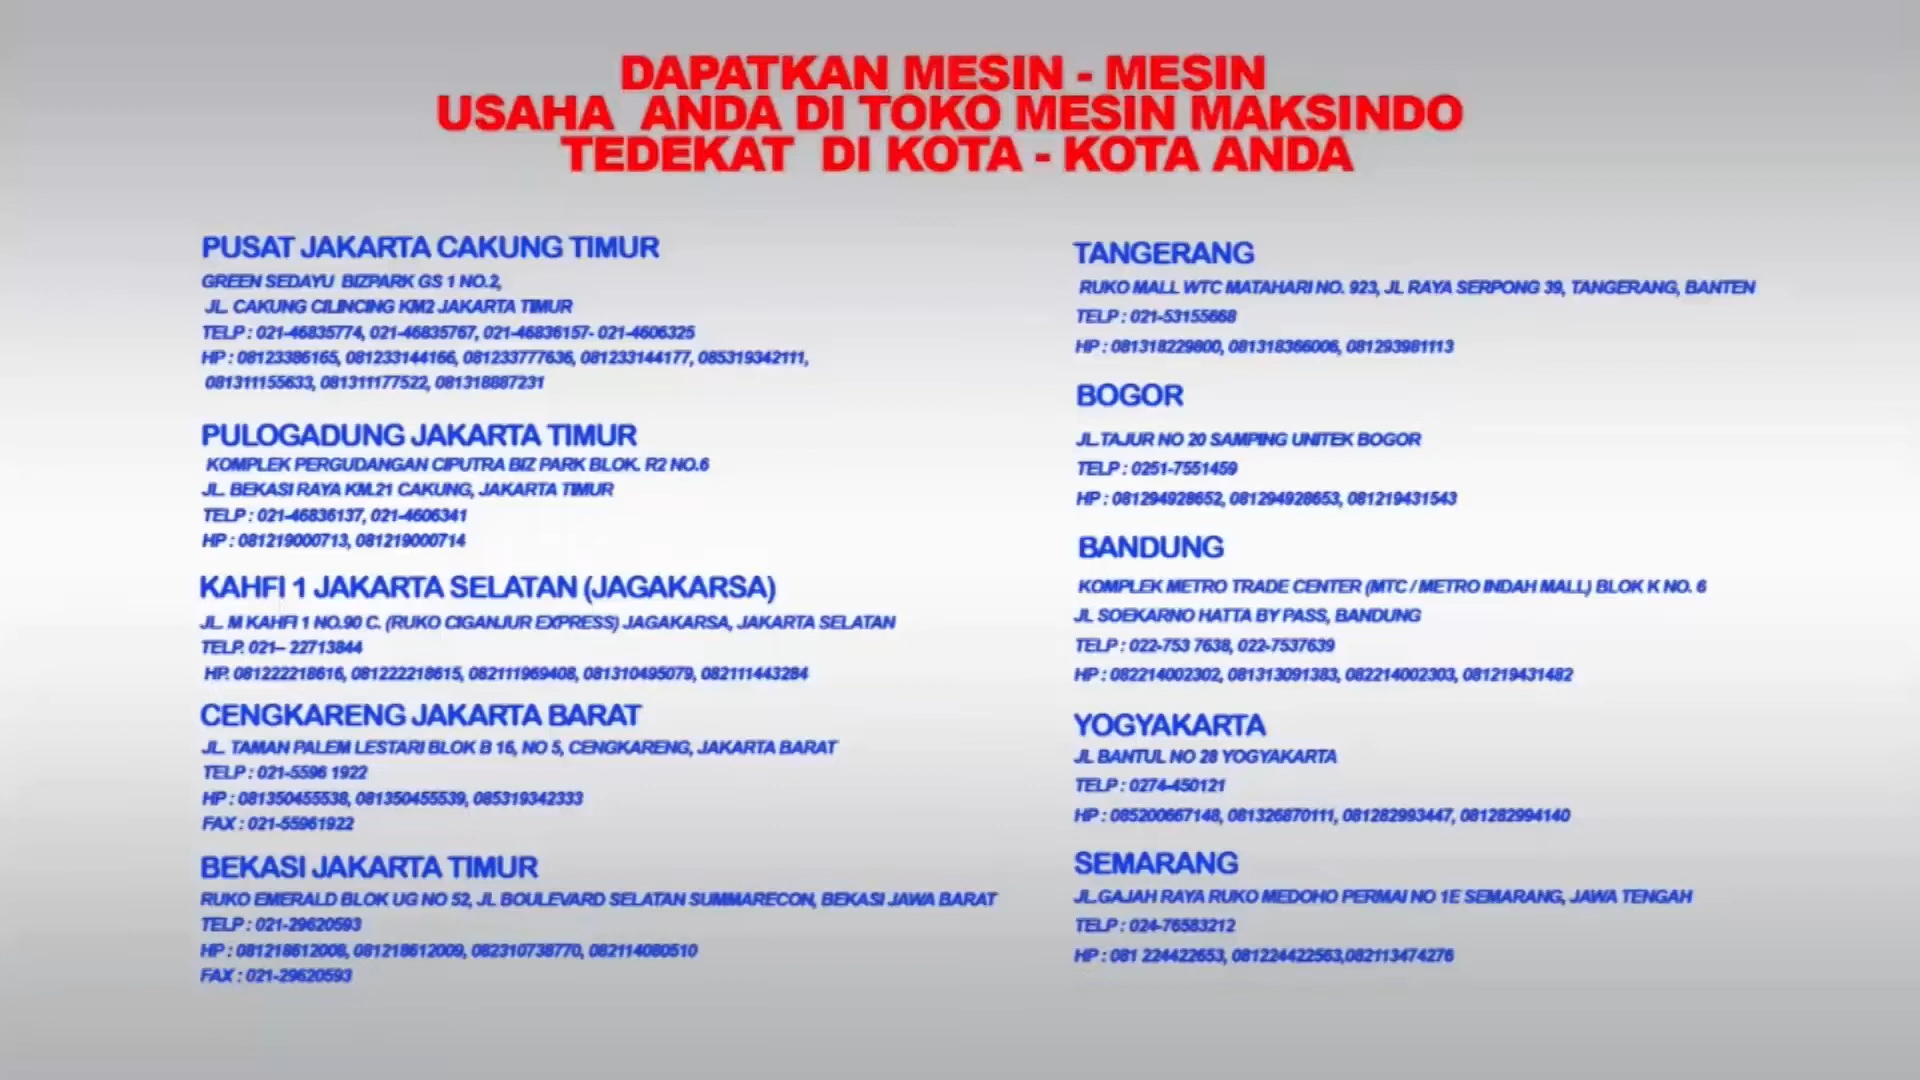 DAPATKAN MESIN - MESIN
USAHA ANDA DI TOKO MESIN MAKSINDO
TEDEKAT DI KOTA - KOTA ANDA
PUSAT JAKARTA CAKUNG TIMUR
GREEN SEDAYU BIZPARK GS 1 NO.2,
JL. CAKUNG CILINCING KM2 JAKARTA TIMUR
TELP : 021-46835774, 021-46835767, 021-46836157- 021-4606325
HP : 08123386165, 081233144166, 081233777636, 081233144177, 085319342111,
081311155633, 081311177522, 081318887231
PULOGADUNG JAKARTA TIMUR
KOMPLEK PERGUDANGAN CIPUTRA BIZ PARK BLOK. R2 NO.6
JL. BEKASI RAYA KM.21 CAKUNG, JAKARTA TIMUR
TELP : 021-46836137, 021-4606341
HP : 081219000713, 081219000714
KAHFI 1 JAKARTA SELATAN (JAGAKARSA)
JL. M KAHFI 1 NO.90 C. (RUKO CIGANJUR EXPRESS) JAGAKARSA, JAKARTA SELATAN
TELP. 021– 22713844
HP. 081222218616, 081222218615, 082111969408, 081310495079, 082111443284
CENGKARENG JAKARTA BARAT
JL. TAMAN PALEM LESTARI BLOK B 16, NO 5, CENGKARENG, JAKARTA BARAT
TELP : 021-5596 1922
HP : 081350455538, 081350455539, 085319342333
FAX : 021-55961922
BEKASI JAKARTA TIMUR
RUKO EMERALD BLOK UG NO 52, JL BOULEVARD SELATAN SUMMARECON, BEKASI JAWA BARAT
TELP : 021-29620593
HP : 081218612008, 081218612009, 082310738770, 082114080510
FAX : 021-29620593
TANGERANG
RUKO MALL WTC MATAHARI NO. 923, JL RAYA SERPONG 39, TANGERANG, BANTEN
TELP : 021-53155668
HP : 081318229800, 081318366006, 081293981113
BOGOR
JL.TAJUR NO 20 SAMPING UNITEK BOGOR
TELP : 0251-7551459
HP : 081294928652, 081294928653, 081219431543
BANDUNG
KOMPLEK METRO TRADE CENTER (MTC / METRO INDAH MALL) BLOK K NO. 6
JL SOEKARNO HATTA BY PASS, BANDUNG
TELP : 022-753 7638, 022-7537639
HP : 082214002302, 081313091383, 082214002303, 081219431482
YOGYAKARTA
JL BANTUL NO 28 YOGYAKARTA
TELP : 0274-450121
HP : 085200667148, 081326870111, 081282993447, 081282994140
SEMARANG
JL.GAJAH RAYA RUKO MEDOHO PERMAI NO 1E SEMARANG, JAWA TENGAH
TELP : 024-76583212
HP : 081 224422653, 081224422563,082113474276